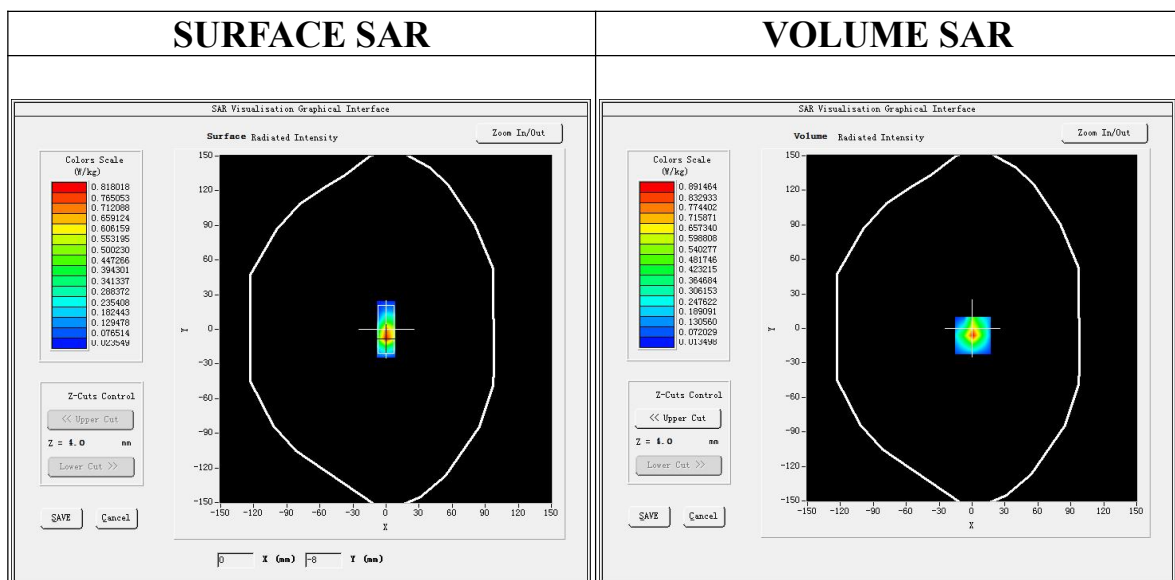 SURFACE SAR
VOLUME SAR
SAR Visualisation Graphical Interface
Surface Radiated Intensity
Zoom In/Out
Colors Scale
(W/kg)
0.818018
0.765053
0.712088
0.659124
0.606159
0.553195
0.500230
0.447266
0.394301
0.341337
0.288372
0.235408
0.182443
0.129478
0.076514
0.023549
150
120
90
60
30
0
-30
-60
-90
-120
-150
Y
-150 -120 -90 -60 -30 0 30 60 90 120 150
X
Z-Cuts Control
<< Upper Cut
Z = 4.0 mm
Lower Cut >>
SAVE Cancel
0 X (mm) -8 Y (mm)
SAR Visualisation Graphical Interface
Volume Radiated Intensity
Zoom In/Out
Colors Scale
(W/kg)
0.891464
0.832933
0.774402
0.715871
0.657340
0.598808
0.540277
0.481746
0.423215
0.364684
0.306153
0.247622
0.189091
0.130560
0.072029
0.013498
150
120
90
60
30
0
-30
-60
-90
-120
-150
Y
-150 -120 -90 -60 -30 0 30 60 90 120 150
X
Z-Cuts Control
<< Upper Cut
Z = 4.0 mm
Lower Cut >>
SAVE Cancel